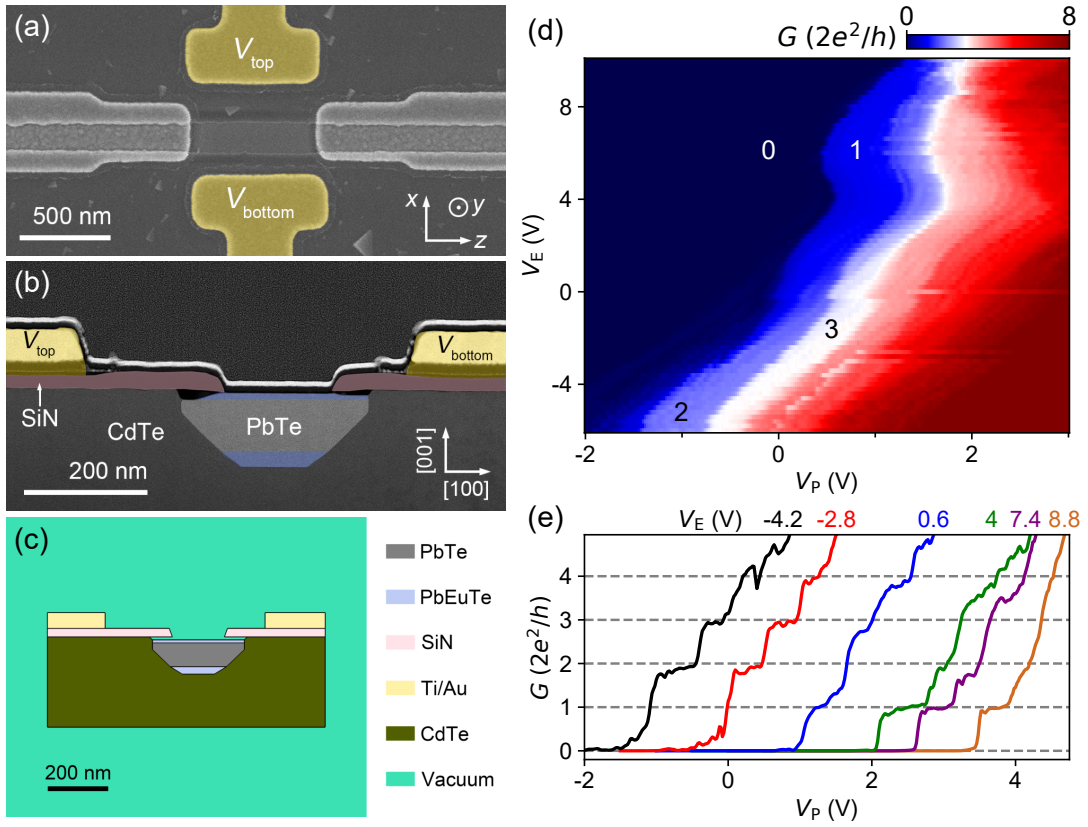 (a)
V_top
V_bottom
500 nm
x
y
z
(b)
V_top
V_bottom
SiN
CdTe
PbTe
200 nm
[001]
[100]
(c)
PbTe
PbEuTe
SiN
Ti/Au
CdTe
Vacuum
200 nm
(d)
0 8
G (2e²/h)
8
4
0
-4
V_E (V)
0
1
3
2
-2 0 2
V_P (V)
(e)
V_E (V) -4.2 -2.8 0.6 4 7.4 8.8
4
3
2
1
0
G (2e²/h)
-2 0 2 4
V_P (V)